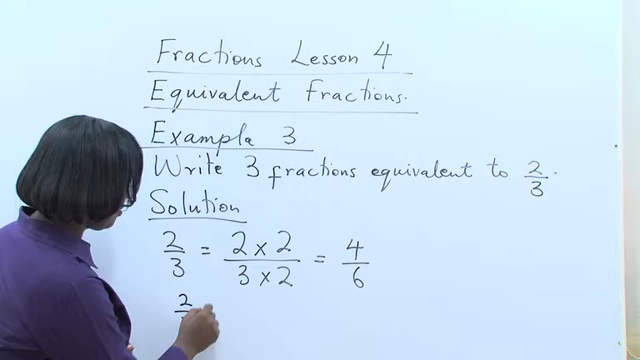 Fractions Lesson 4
Equivalent Fractions.
Example 3
Write 3 fractions equivalent to 2/3.
Solution
2/3 = 2 x 2 / 3 x 2 = 4/6
2